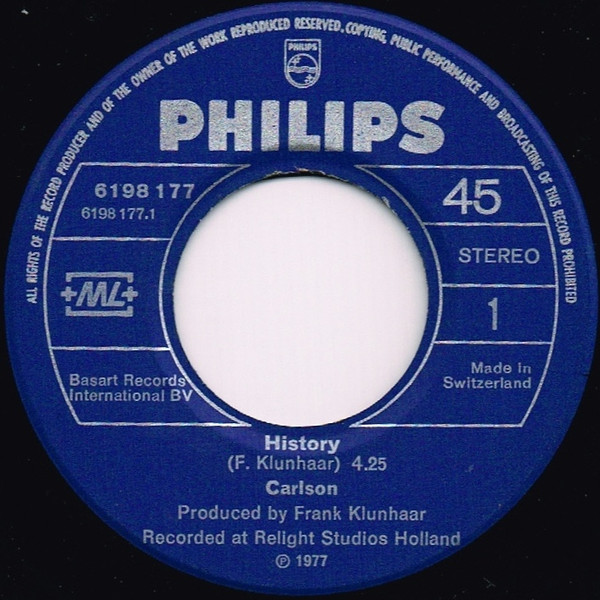 ALL RIGHTS OF THE RECORD PRODUCER AND OF THE OWNER OF THE WORK REPRODUCED RESERVED. COPYING, PUBLIC PERFORMANCE AND BROADCASTING OF THIS RECORD PROHIBITED
PHILIPS
PHILIPS
6198 177
6198 177.1
45
STEREO
+ML+
1
Basart Records
International BV
Made In
Switzerland
History
(F. Klunhaar) 4.25
Carlson
Produced by Frank Klunhaar
Recorded at Relight Studios Holland
℗ 1977